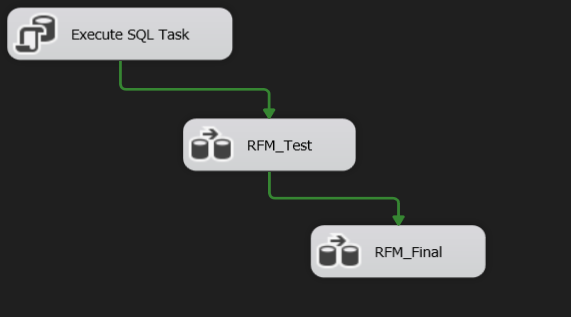 Execute SQL Task
RFM_Test
RFM_Final